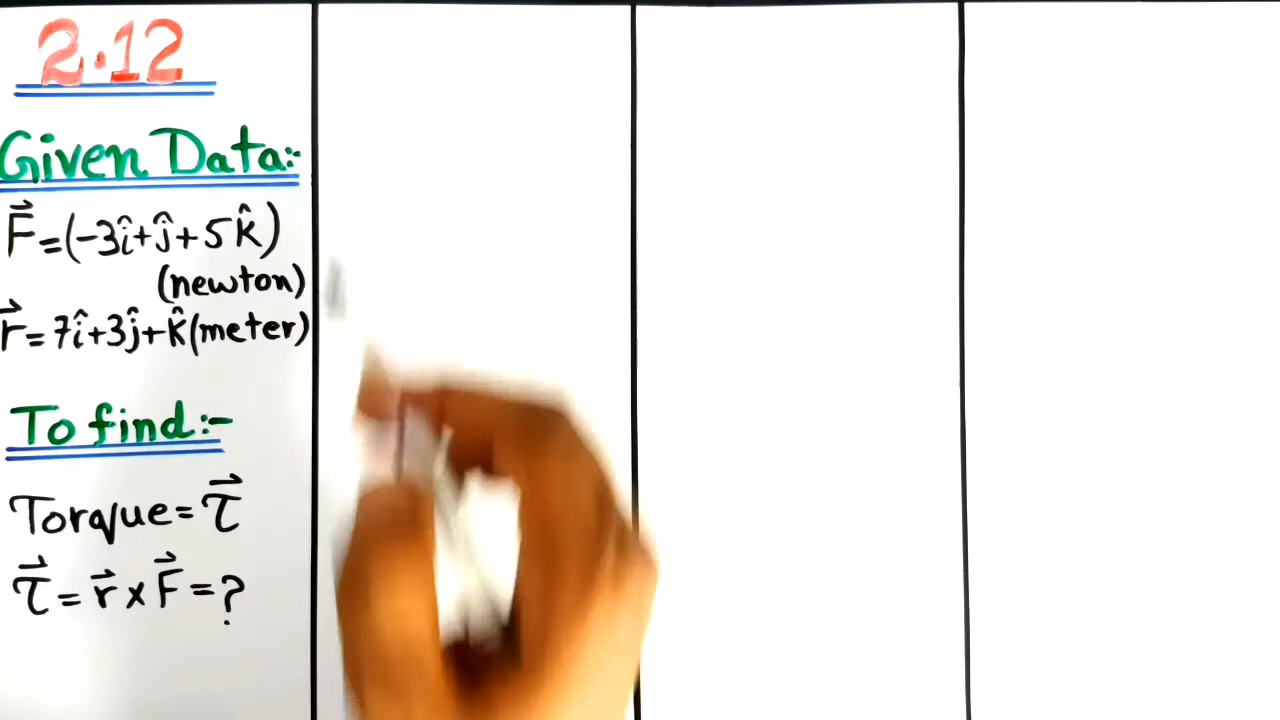 2.12
Given Data:-
F⃗=(-3î+ĵ+5k̂)
(newton)
r⃗=7î+3ĵ+k̂(meter)
To find:-
Torque=τ⃗
τ⃗=r⃗×F⃗=?